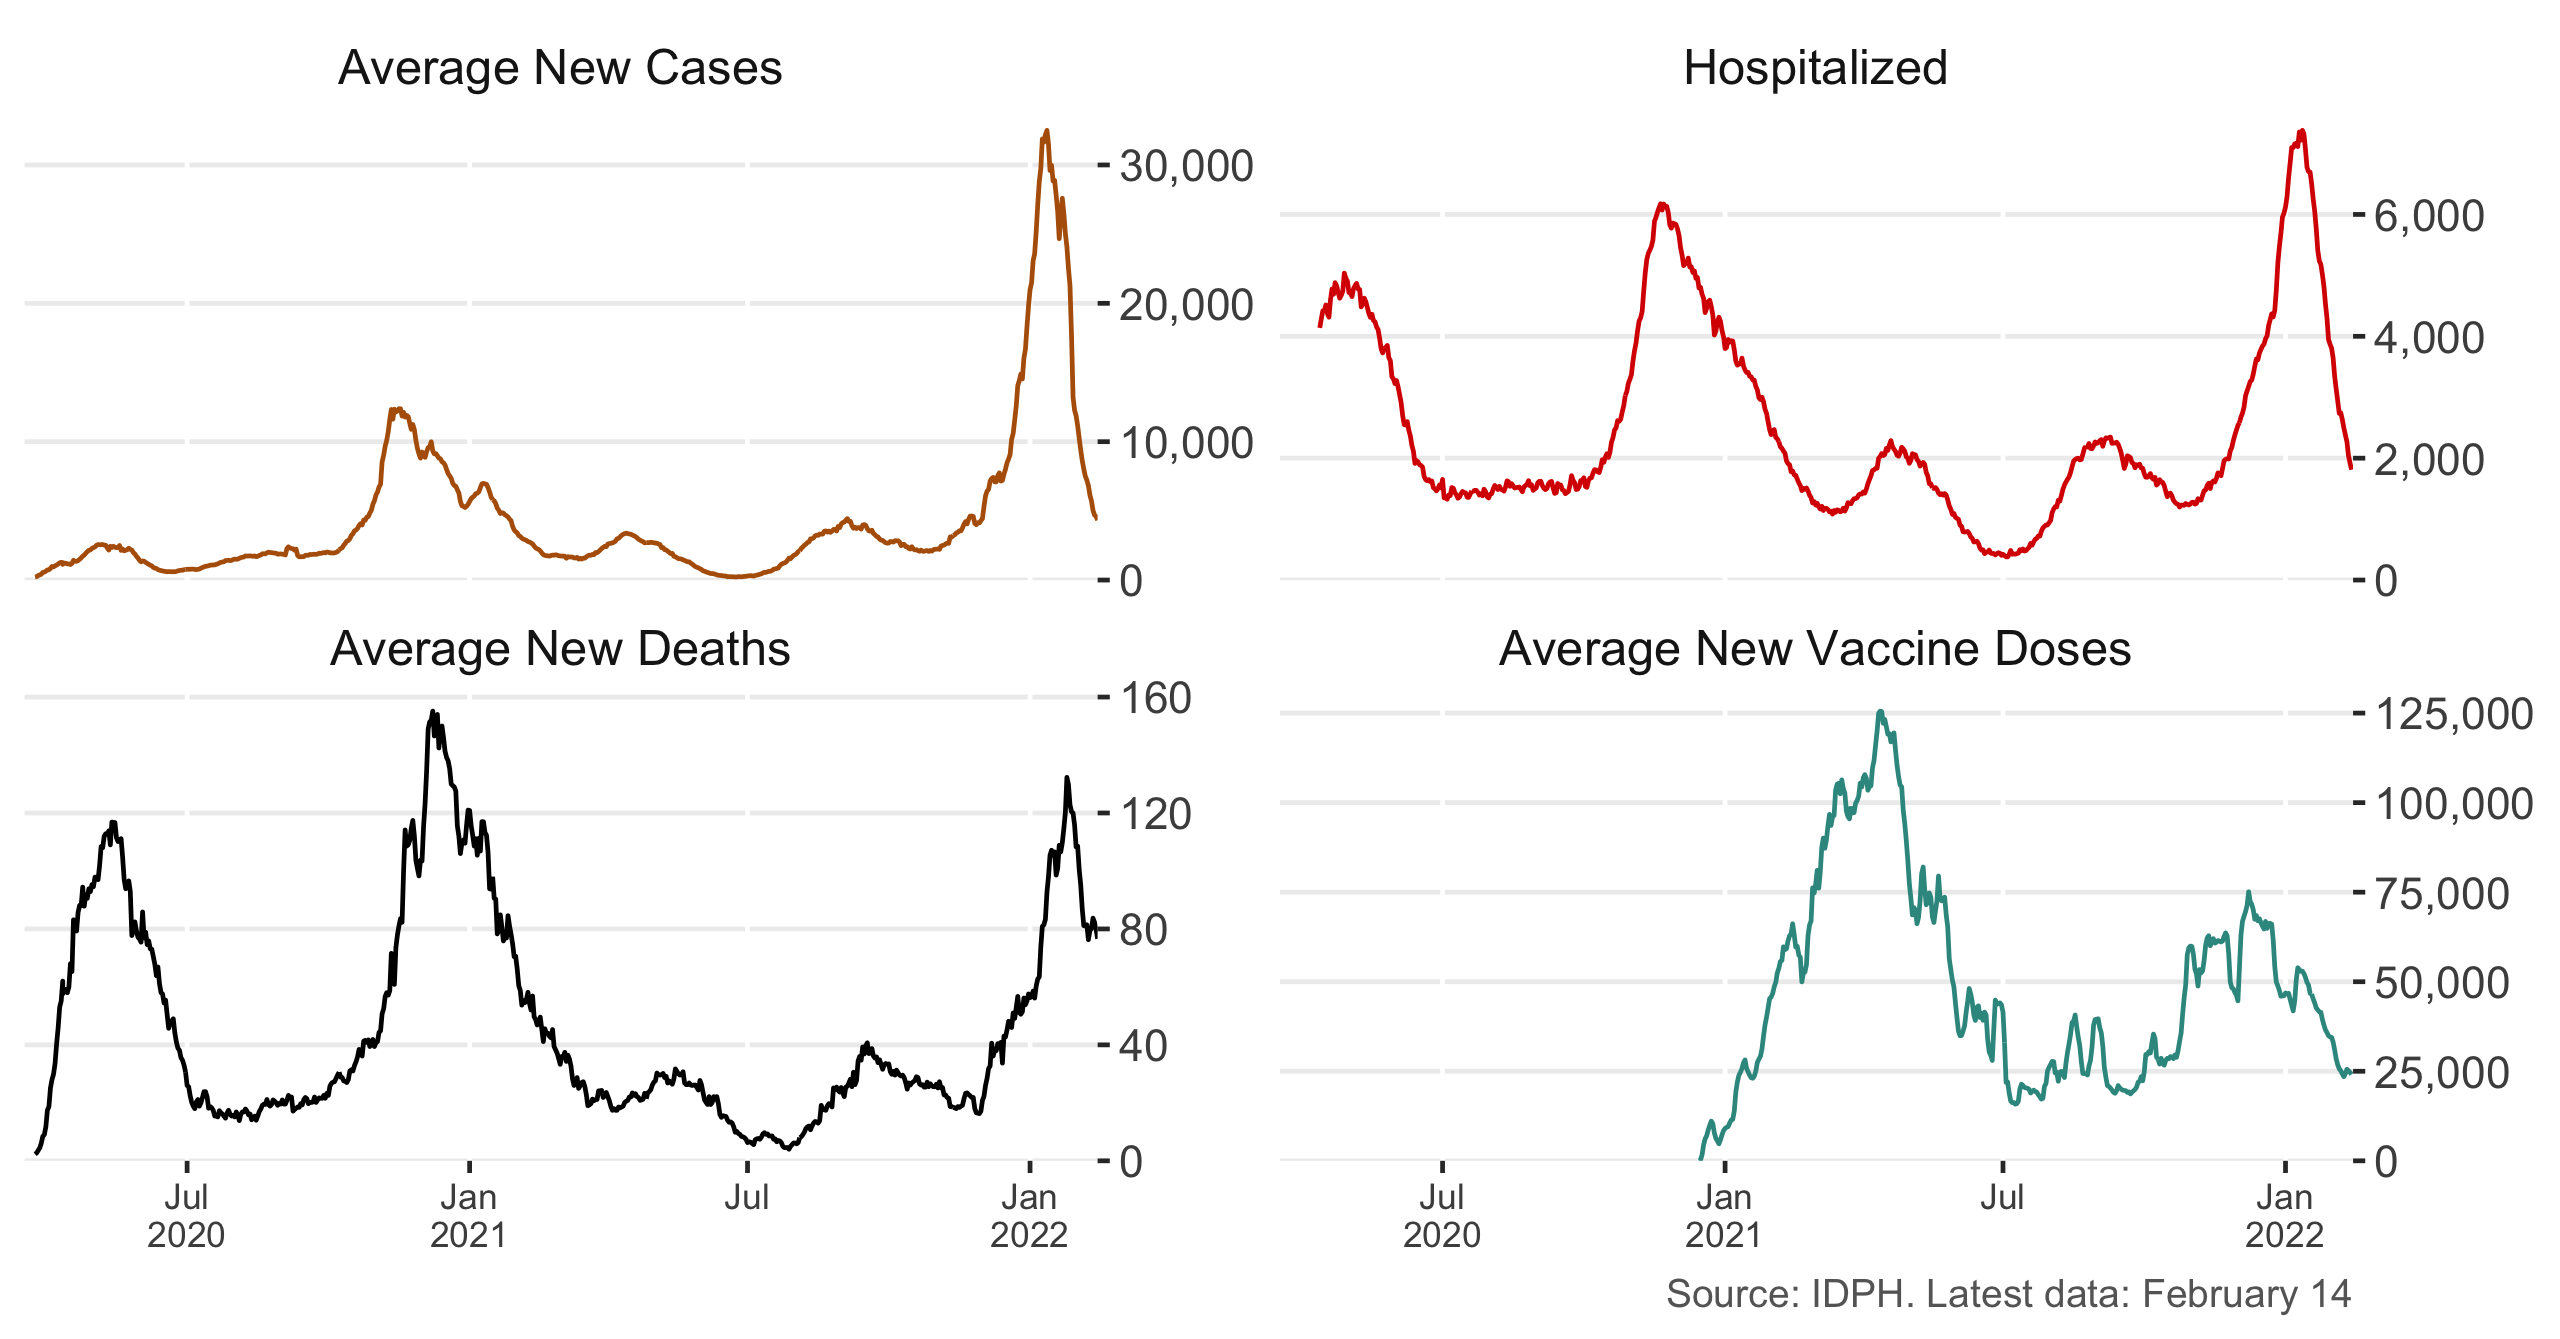 Average New Cases
30,000
20,000
10,000
0
Hospitalized
6,000
4,000
2,000
0
Average New Deaths
160
120
80
40
0
Jul
2020
Jan
2021
Jul
Jan
2022
Average New Vaccine Doses
125,000
100,000
75,000
50,000
25,000
0
Jul
2020
Jan
2021
Jul
Jan
2022
Source: IDPH. Latest data: February 14